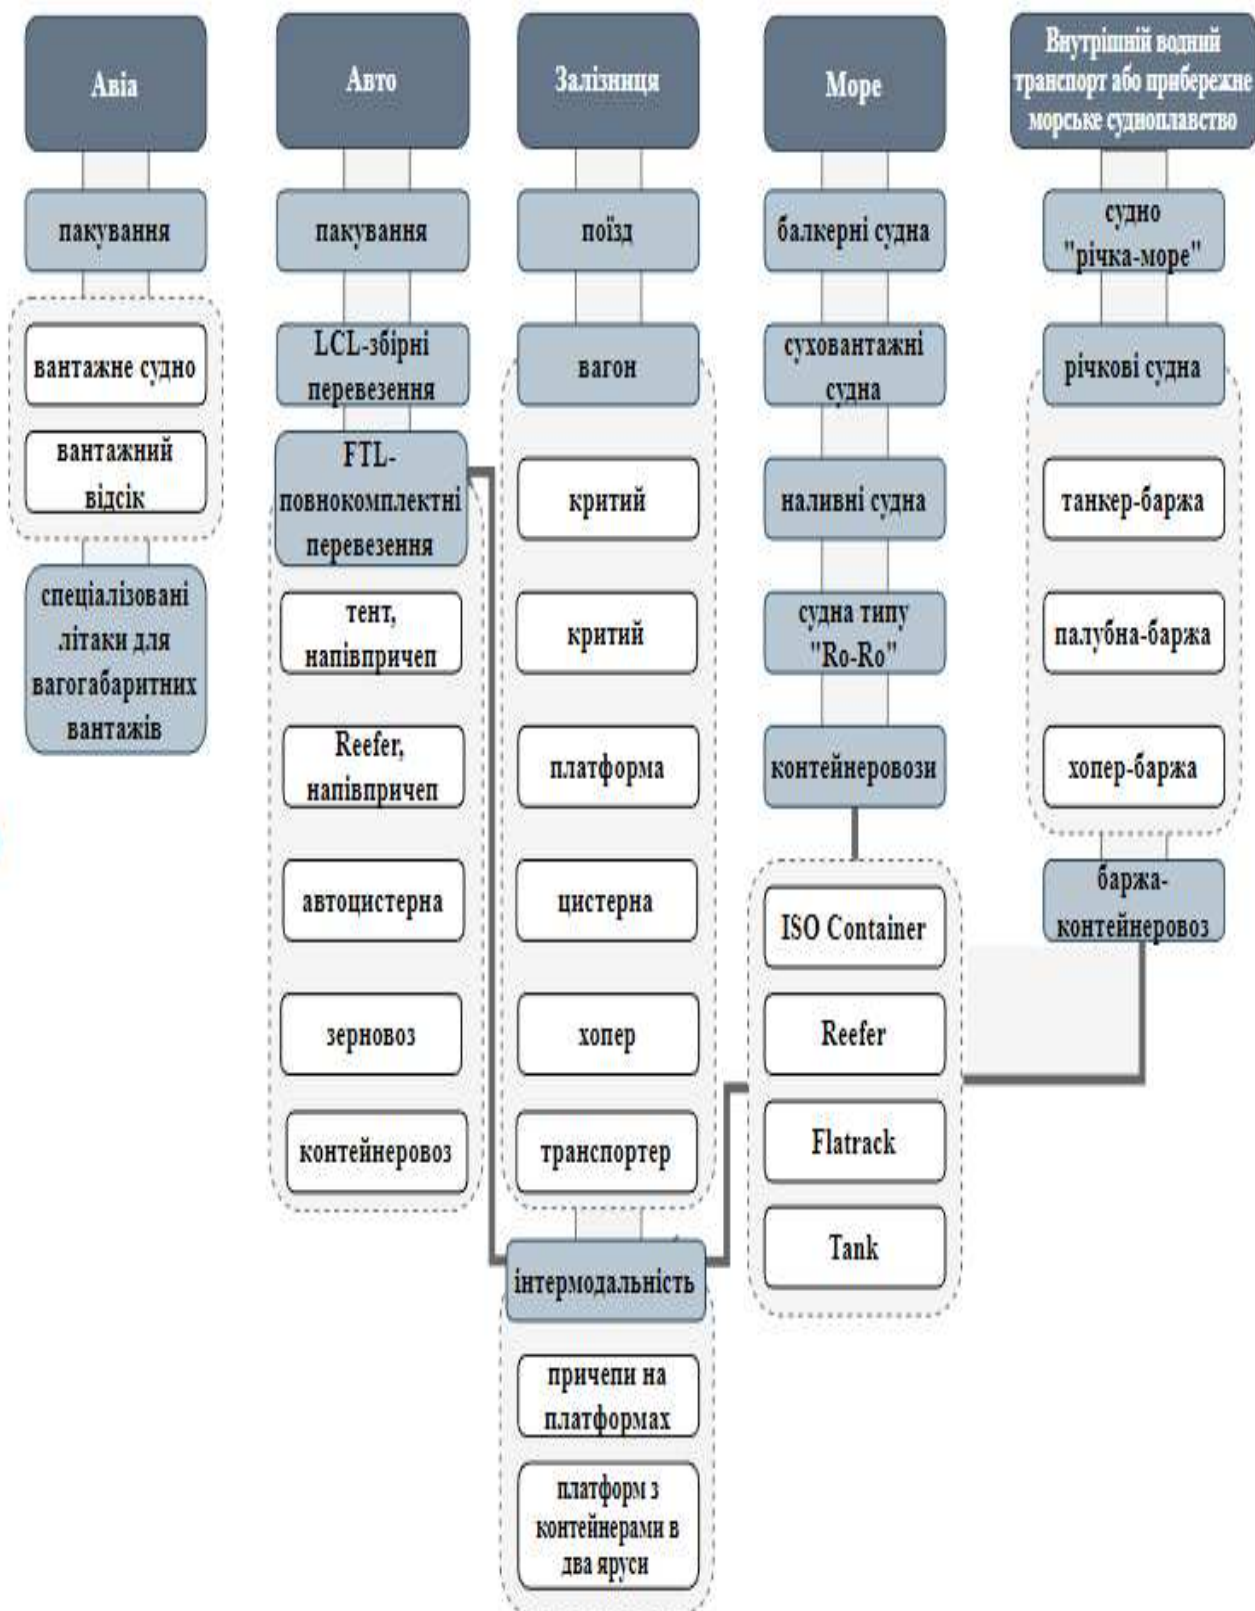 Авіа
пакування
вантажне судно
вантажний
відсік
спеціалізовані
літаки для
вагогабаритних
вантажів
Авто
пакування
LCL-збірні
перевезення
FTL-
повнокомплектні
перевезення
тент,
напівпричеп
Reefer,
напівпричеп
автоцистерна
зерновоз
контейнеровоз
Залізниця
поїзд
вагон
критий
критий
платформа
цистерна
хопер
транспортер
інтермодальність
причепи на
платформах
платформ з
контейнерами в
два яруси
Море
балкерні судна
суховантажні
судна
наливні судна
судна типу
"Ro-Ro"
контейнеровози
ISO Container
Reefer
Flatrack
Tank
Внутрішній водний
транспорт або прибережне
морське судноплавство
судно
"річка-море"
річкові судна
танкер-баржа
палубна-баржа
хопер-баржа
баржа-
контейнеровоз